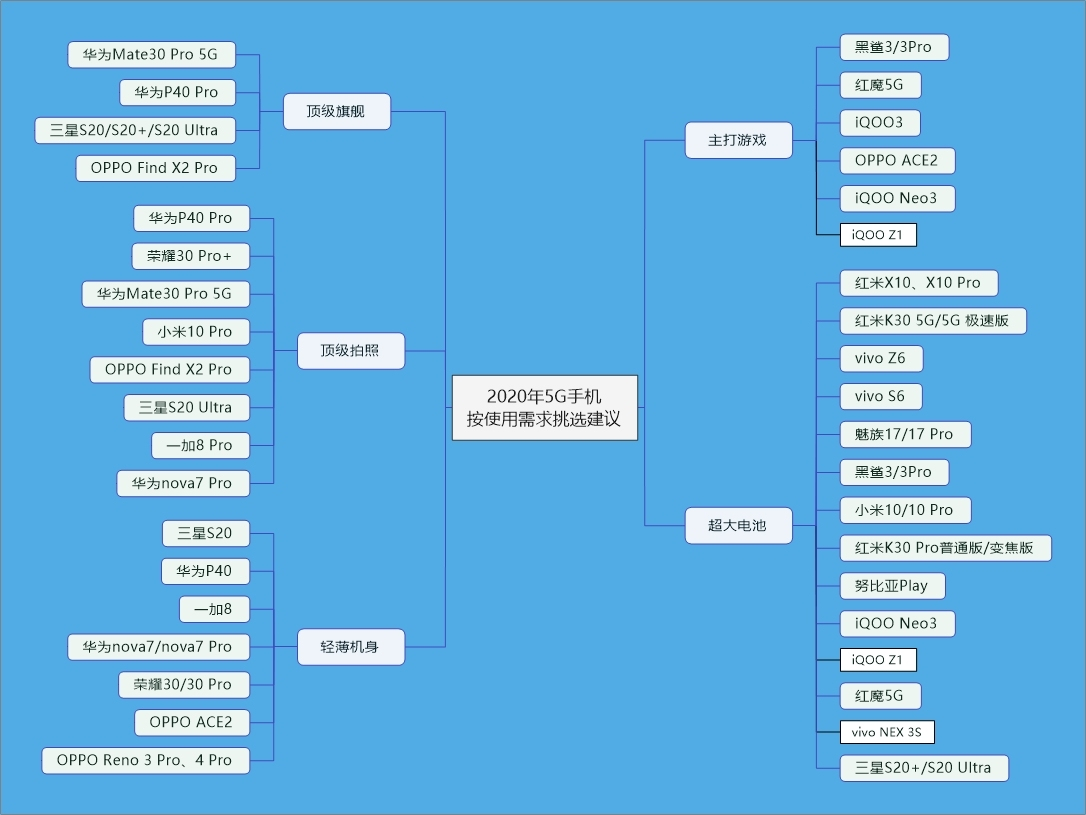 2020年5G手机
按使用需求挑选建议
顶级旗舰
华为Mate30 Pro 5G
华为P40 Pro
三星S20/S20+/S20 Ultra
OPPO Find X2 Pro
顶级拍照
华为P40 Pro
荣耀30 Pro+
华为Mate30 Pro 5G
小米10 Pro
OPPO Find X2 Pro
三星S20 Ultra
一加8 Pro
华为nova7 Pro
轻薄机身
三星S20
华为P40
一加8
华为nova7/nova7 Pro
荣耀30/30 Pro
OPPO ACE2
OPPO Reno 3 Pro、4 Pro
主打游戏
黑鲨3/3Pro
红魔5G
iQOO3
OPPO ACE2
iQOO Neo3
iQOO Z1
超大电池
红米X10、X10 Pro
红米K30 5G/5G 极速版
vivo Z6
vivo S6
魅族17/17 Pro
黑鲨3/3Pro
小米10/10 Pro
红米K30 Pro普通版/变焦版
努比亚Play
iQOO Neo3
iQOO Z1
红魔5G
vivo NEX 3S
三星S20+/S20 Ultra